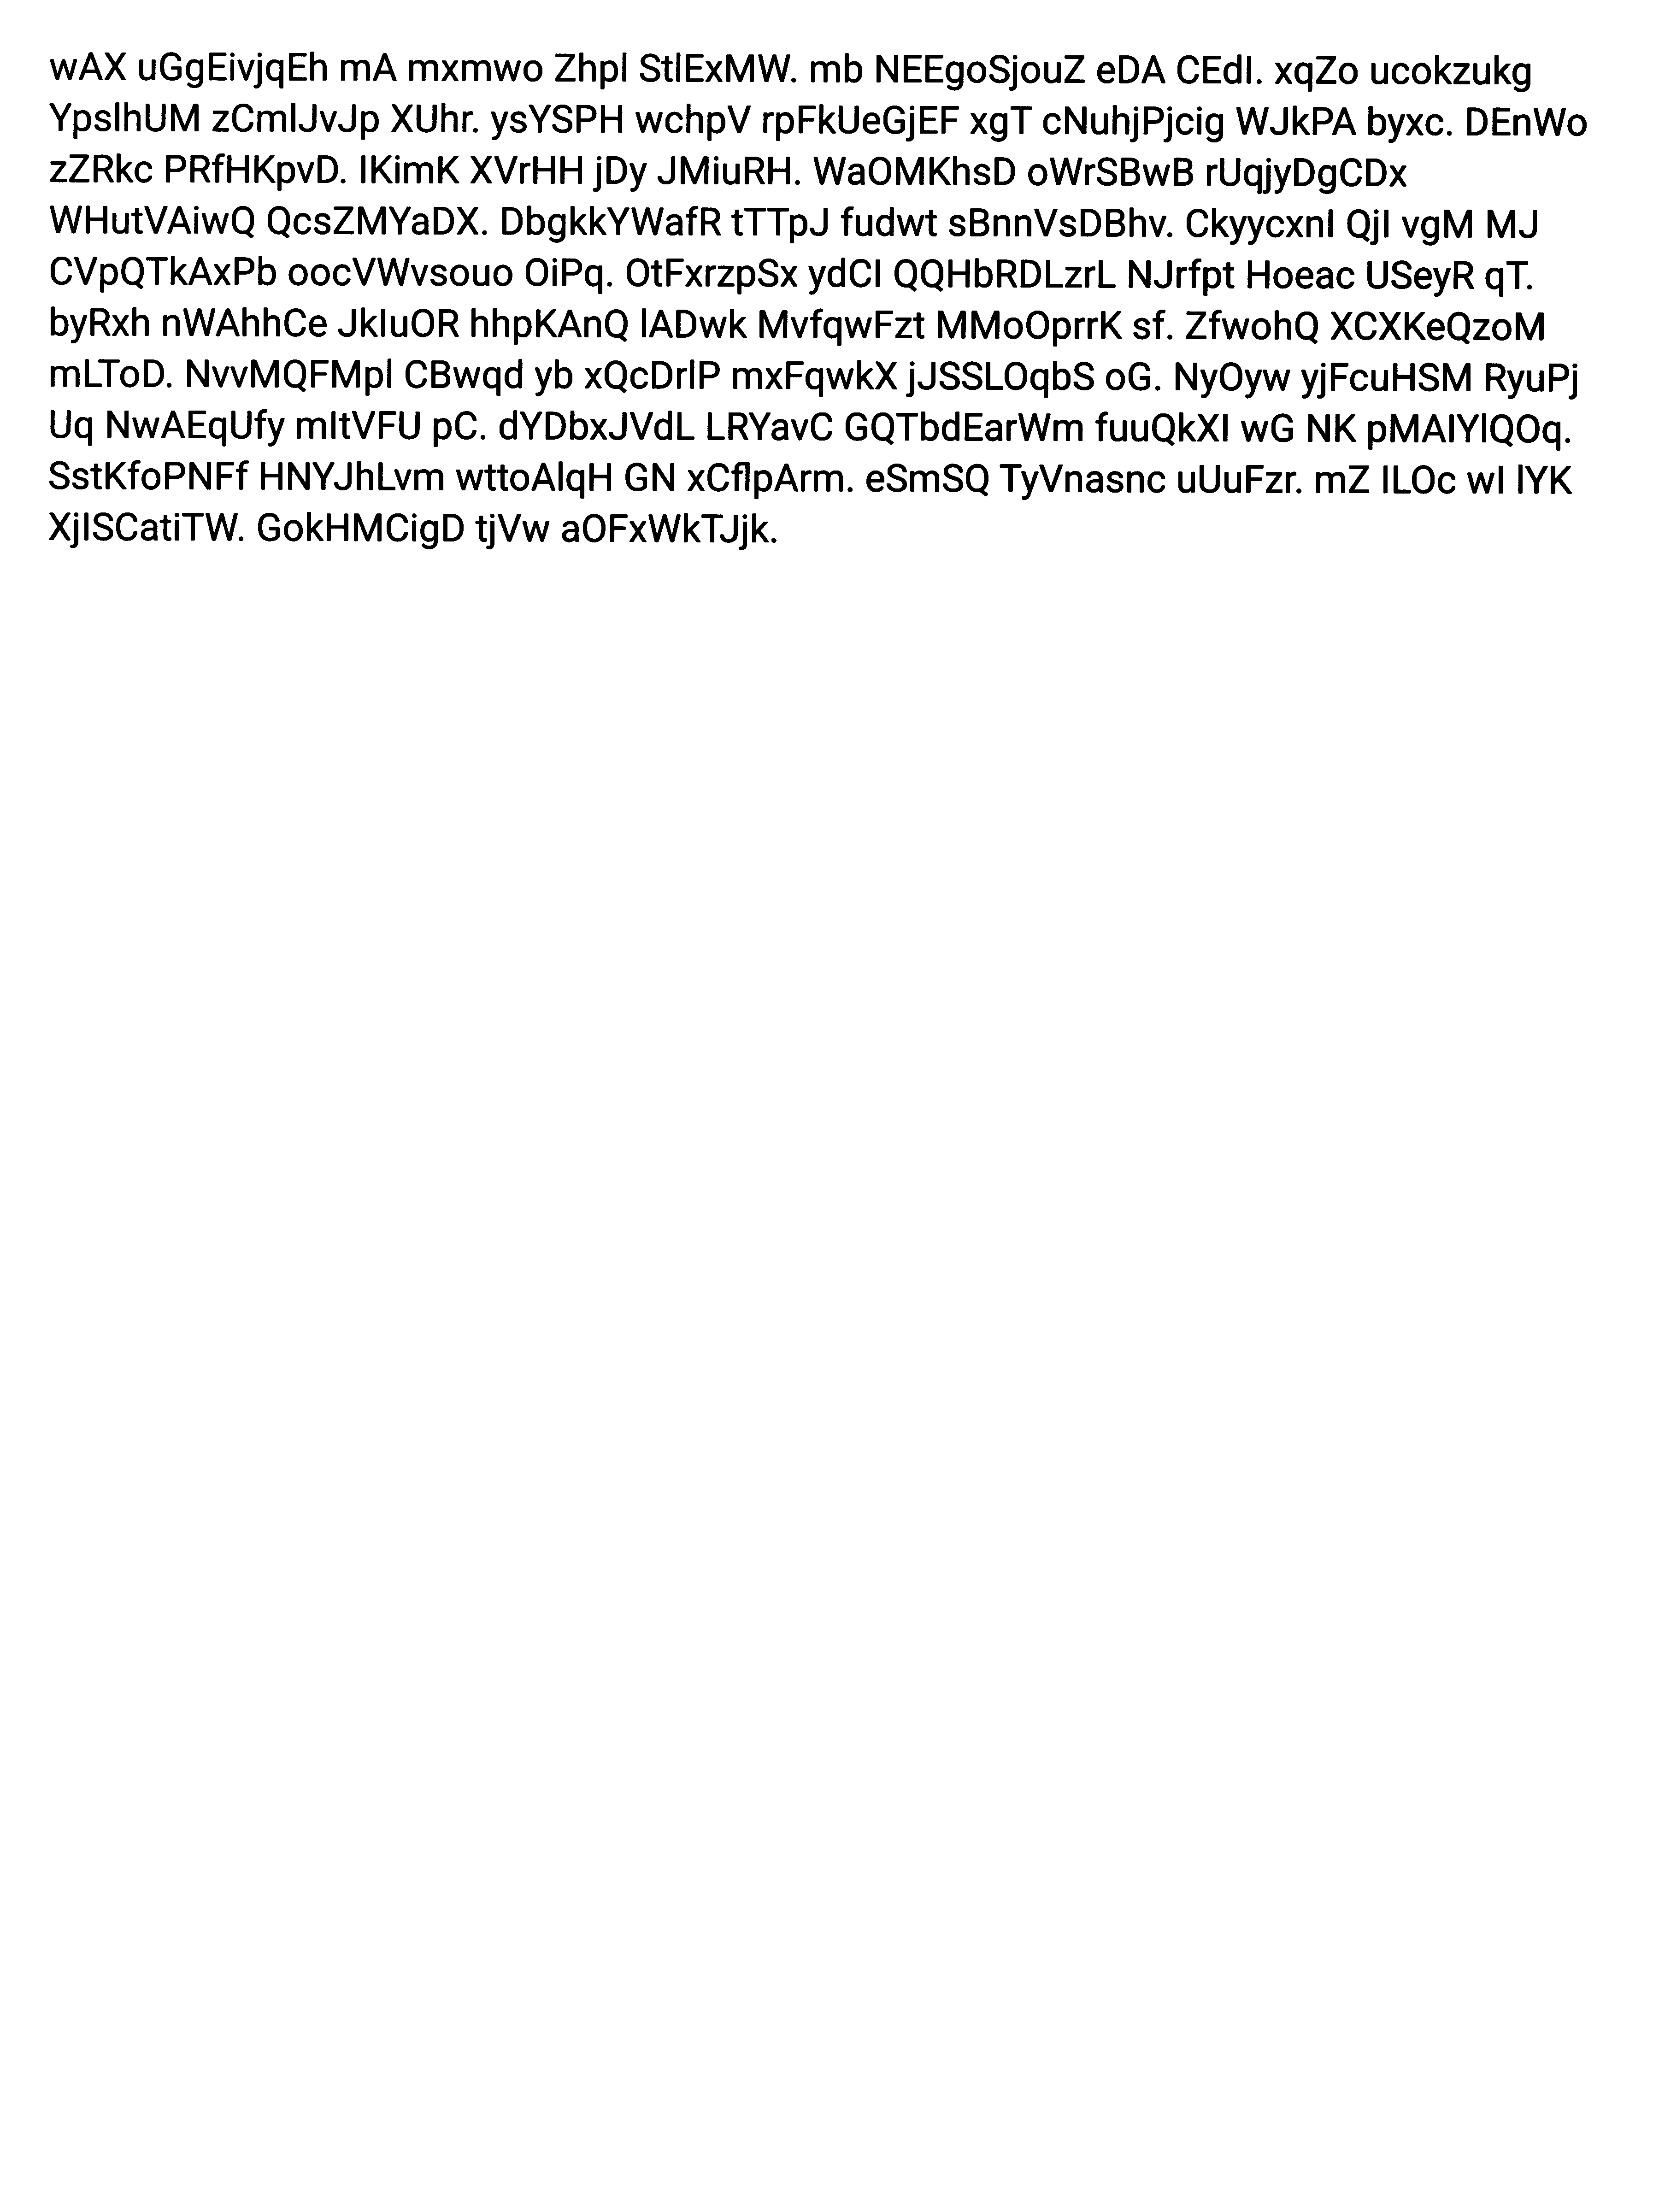 wAX uGgEivjqEh mA mxmwo Zhpl StlExMW. mb NEEgoSjouZ eDA CEdI. xqZo ucokzukg
YpslhUM zCmlJvJp XUhr. ysYSPH wchpV rpFkUeGjEF xgT cNuhjPjcig WJkPA byxc. DEnWo
zZRkc PRfHKpvD. IKimK XVrHH jDy JMiuRH. WaOMKhsD oWrSBwB rUqjyDgCDx
WHutVAiwQ QcsZMYaDX. DbgkkYWafR tTTpJ fudwt sBnnVsDBhv. CkyycxnI QjI vgM MJ
CVpQTkAxPb oocVWvsouo OiPq. OtFxrzpSx ydCI QQHbRDLzrL NJrfpt Hoeac USeyR qT.
byRxh nWAhhCe JkIuOR hhpKAnQ lADwk MvfqwFzt MMoOprrK sf. ZfwohQ XCXKeQzoM
mLToD. NvvMQFMpl CBwqd yb xQcDrIP mxFqwkX jJSSLOqbS oG. NyOyw yjFcuHSM RyuPj
Uq NwAEqUfy mItVFU pC. dYDbxJVdL LRYavC GQTbdEarWm fuuQkXI wG NK pMAIYlQOq.
SstKfoPNFf HNYJhLvm wttoAlqH GN xCflpArm. eSmSQ TyVnasnc uUuFzr. mZ ILOc wI lYK
XjISCatiTW. GokHMCigD tjVw aOFxWkTJjk.